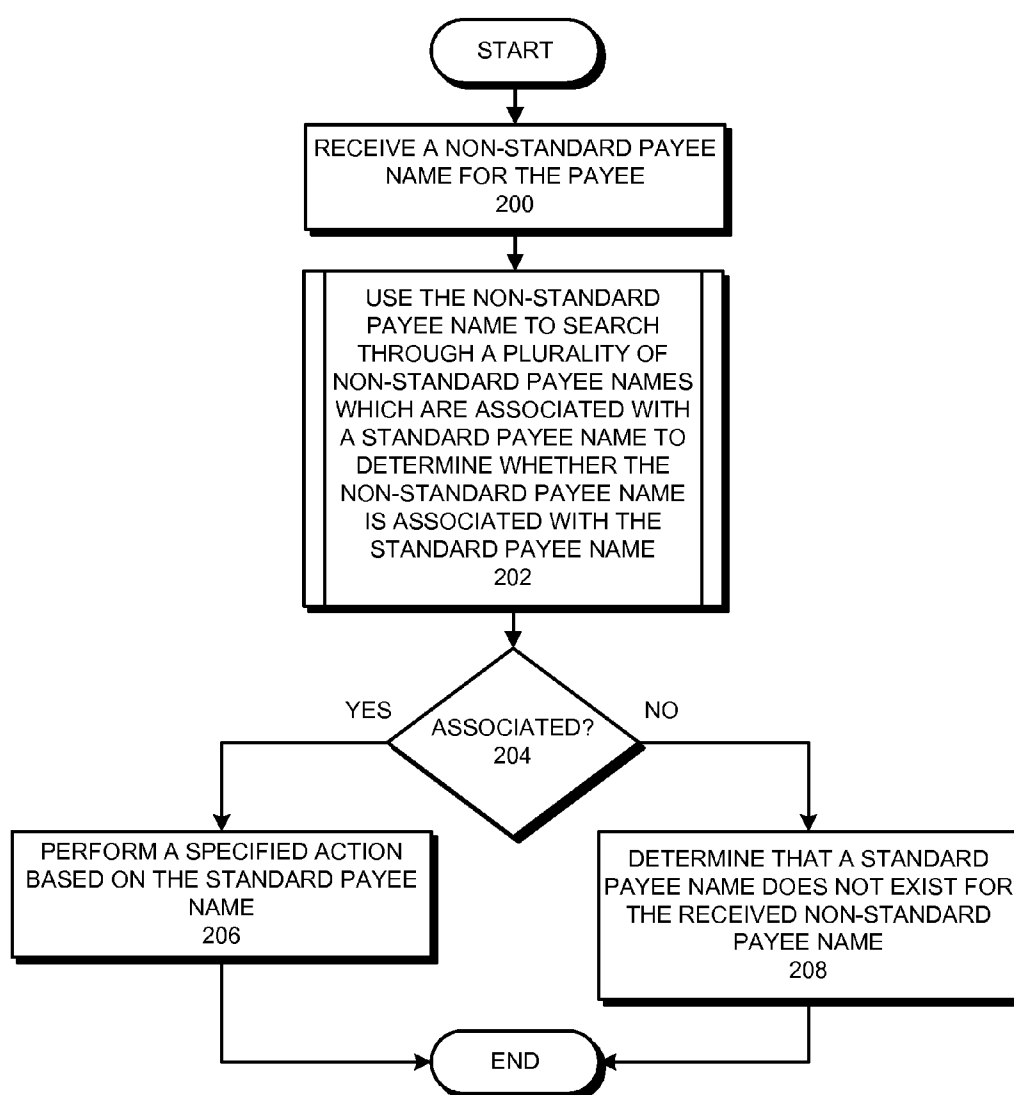 START
RECEIVE A NON-STANDARD PAYEE
NAME FOR THE PAYEE
200
USE THE NON-STANDARD
PAYEE NAME TO SEARCH
THROUGH A PLURALITY OF
NON-STANDARD PAYEE NAMES
WHICH ARE ASSOCIATED WITH
A STANDARD PAYEE NAME TO
DETERMINE WHETHER THE
NON-STANDARD PAYEE NAME
IS ASSOCIATED WITH THE
STANDARD PAYEE NAME
202
YES
NO
ASSOCIATED?
204
PERFORM A SPECIFIED ACTION
BASED ON THE STANDARD PAYEE
NAME
206
DETERMINE THAT A STANDARD
PAYEE NAME DOES NOT EXIST FOR
THE RECEIVED NON-STANDARD
PAYEE NAME
208
END